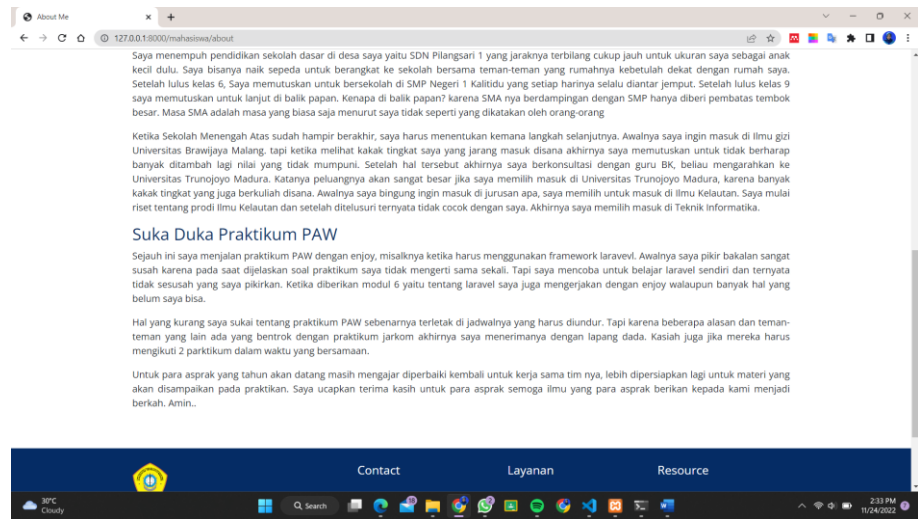 About Me
127.0.0.1:8000/mahasiswa/about
Saya menempuh pendidikan sekolah dasar di desa saya yaitu SDN Pilangsari 1 yang jaraknya terbilang cukup jauh untuk ukuran saya sebagai anak
kecil dulu. Saya bisanya naik sepeda untuk berangkat ke sekolah bersama teman-teman yang rumahnya kebetulah dekat dengan rumah saya.
Setelah lulus kelas 6, Saya memutuskan untuk bersekolah di SMP Negeri 1 Kalitidu yang setiap harinya selalu diantar jemput. Setelah lulus kelas 9
saya memutuskan untuk lanjut di balik papan. Kenapa di balik papan? karena SMA nya berdampingan dengan SMP hanya diberi pembatas tembok
besar. Masa SMA adalah masa yang biasa saja menurut saya tidak seperti yang dikatakan oleh orang-orang
Ketika Sekolah Menengah Atas sudah hampir berakhir, saya harus menentukan kemana langkah selanjutnya. Awalnya saya ingin masuk di Ilmu gizi
Universitas Brawijaya Malang. tapi ketika melihat kakak tingkat saya yang jarang masuk disana akhirnya saya memutuskan untuk tidak berharap
banyak ditambah lagi nilai yang tidak mumpuni. Setelah hal tersebut akhirnya saya berkonsultasi dengan guru BK, beliau mengarahkan ke
Universitas Trunojoyo Madura. Katanya peluangnya akan sangat besar jika saya memilih masuk di Universitas Trunojoyo Madura, karena banyak
kakak tingkat yang juga berkuliah disana. Awalnya saya bingung ingin masuk di jurusan apa, saya memilih untuk masuk di Ilmu Kelautan. Saya mulai
riset tentang prodi Ilmu Kelautan dan setelah ditelusuri ternyata tidak cocok dengan saya. Akhirnya saya memilih masuk di Teknik Informatika.
Suka Duka Praktikum PAW
Sejauh ini saya menjalan praktikum PAW dengan enjoy, misalknya ketika harus menggunakan framework laravevl. Awalnya saya pikir bakalan sangat
susah karena pada saat dijelaskan soal praktikum saya tidak mengerti sama sekali. Tapi saya mencoba untuk belajar laravel sendiri dan ternyata
tidak sesusah yang saya pikirkan. Ketika diberikan modul 6 yaitu tentang laravel saya juga mengerjakan dengan enjoy walaupun banyak hal yang
belum saya bisa.
Hal yang kurang saya sukai tentang praktikum PAW sebenarnya terletak di jadwalnya yang harus diundur. Tapi karena beberapa alasan dan teman-
teman yang lain ada yang bentrok dengan praktikum jarkom akhirnya saya menerimanya dengan lapang dada. Kasiah juga jika mereka harus
mengikuti 2 parktikum dalam waktu yang bersamaan.
Untuk para asprak yang tahun akan datang masih mengajar diperbaiki kembali untuk kerja sama tim nya, lebih dipersiapkan lagi untuk materi yang
akan disampaikan pada praktikan. Saya ucapkan terima kasih untuk para asprak semoga ilmu yang para asprak berikan kepada kami menjadi
berkah. Amin..
Contact Layanan Resource
30°C
Cloudy
Search
2:33 PM
11/24/2022